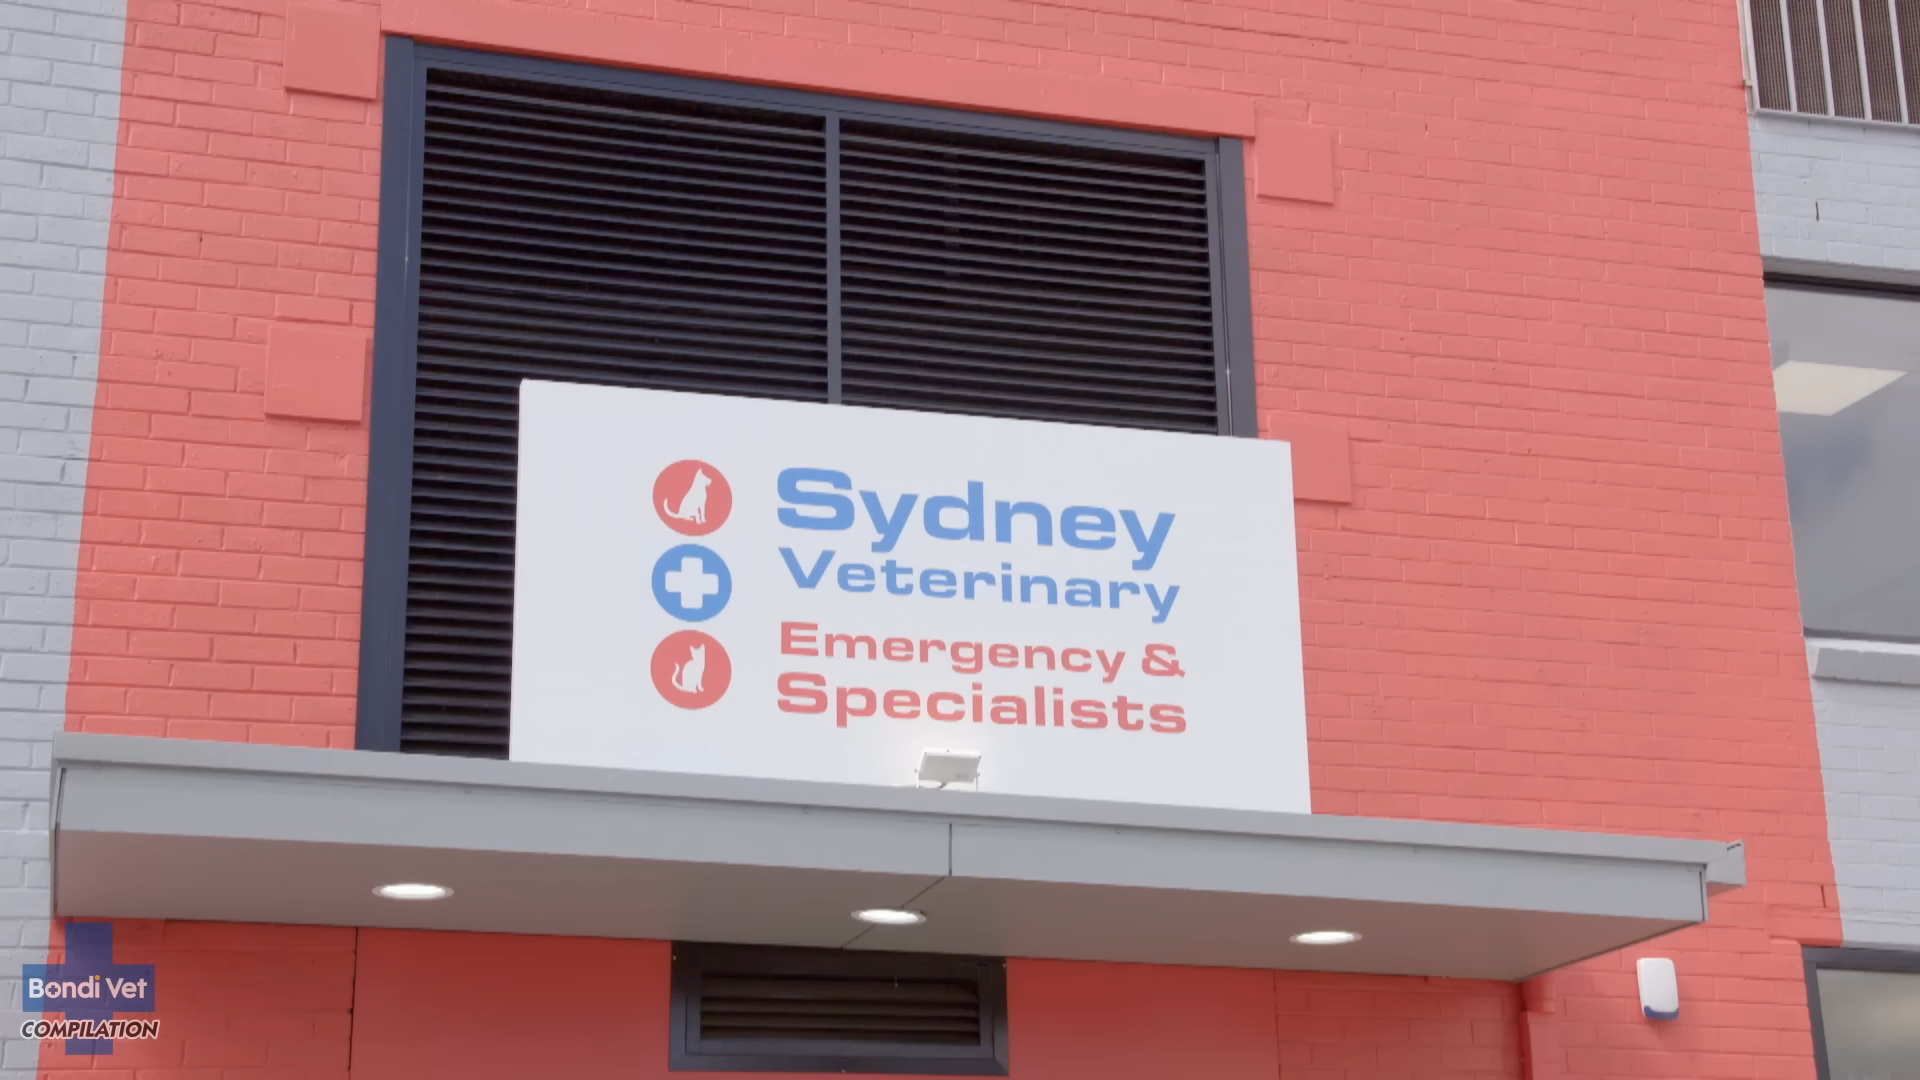 Sydney
Veterinary
Emergency &
Specialists
Bondi Vet
COMPILATION